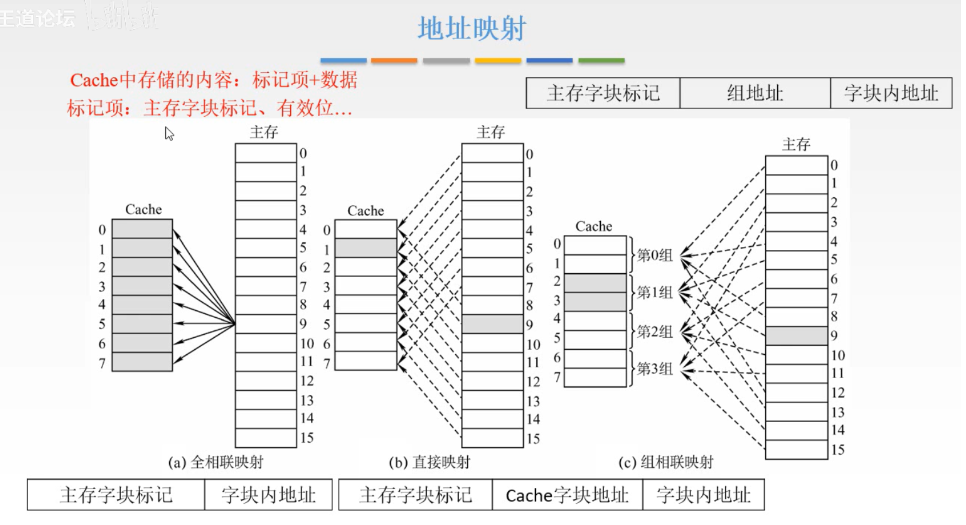 王道论坛
地址映射
Cache中存储的内容：标记项+数据
标记项：主存字块标记、有效位…
主存字块标记 组地址 字块内地址
主存 主存 主存
Cache Cache Cache
0 1 2 3 4 5 6 7
0 1 2 3 4 5 6 7 8 9 10 11 12 13 14 15
0 1 2 3 4 5 6 7
0 1 2 3 4 5 6 7 8 9 10 11 12 13 14 15
0 1 2 3 4 5 6 7
第0组
第1组
第2组
第3组
0 1 2 3 4 5 6 7 8 9 10 11 12 13 14 15
(a) 全相联映射 (b) 直接映射 (c) 组相联映射
主存字块标记 字块内地址 主存字块标记 Cache字块地址 字块内地址